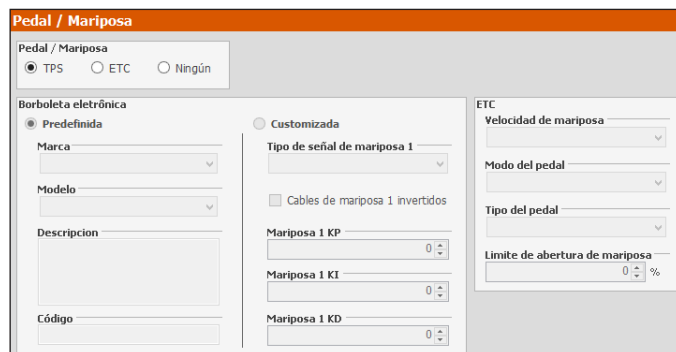 Pedal / Mariposa
Pedal / Mariposa
TPS ETC Ningún
Borboleta eletrônica
Predefinida
Marca
Modelo
Descripcion
Código
Customizada
Tipo de señal de mariposa 1
Cables de mariposa 1 invertidos
Mariposa 1 KP
0
Mariposa 1 KI
0
Mariposa 1 KD
0
ETC
Velocidad de mariposa
Modo del pedal
Tipo del pedal
Limite de abertura de mariposa
0 %